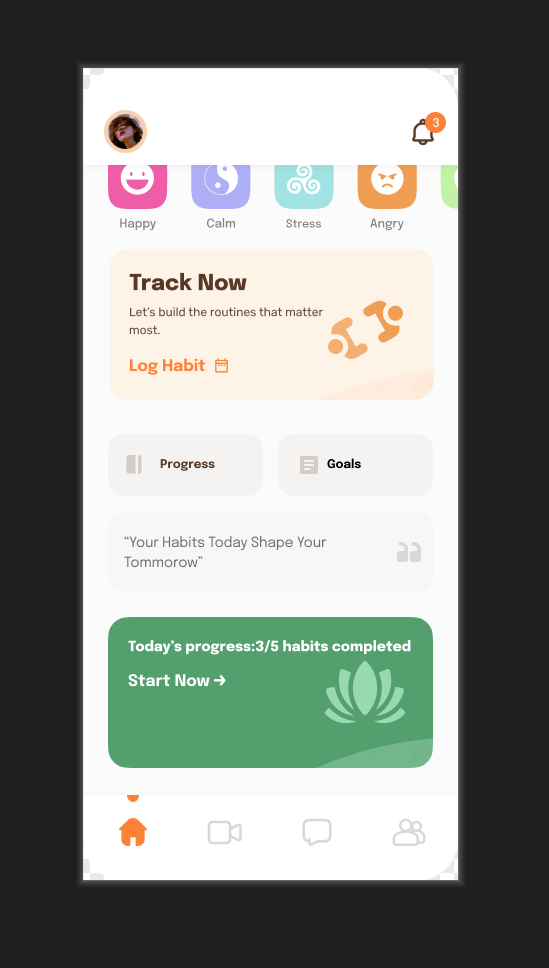 3
Happy
Calm
Stress
Angry
Track Now
Let's build the routines that matter
most.
Log Habit
Progress
Goals
“Your Habits Today Shape Your
Tommorow”
Today's progress:3/5 habits completed
Start Now →